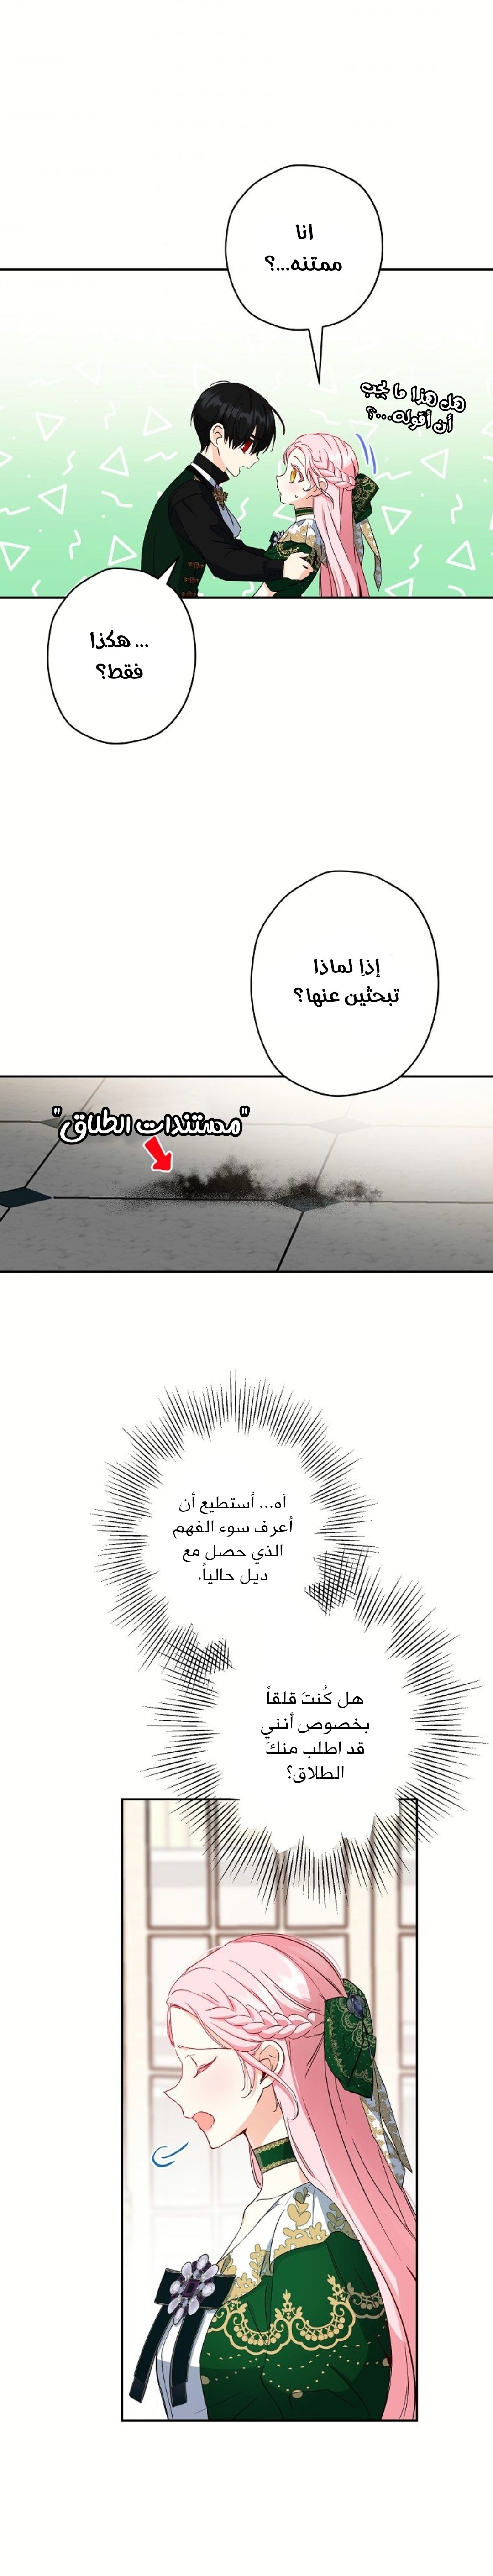 انا
ممتنه...؟
هل هذا ما يجب
أن أقوله...؟
... هكذا
فقط؟
إذاِ لماذا
تبحثين عنها؟
"مستندات الطلاق"
آه... أستطيع أن
أعرف سوء الفهم
الذي حصل مع
ديل حالياً.
هل كُنتَ قلقاً
بخصوص أنني
قد اطلب منكَ
الطلاق؟